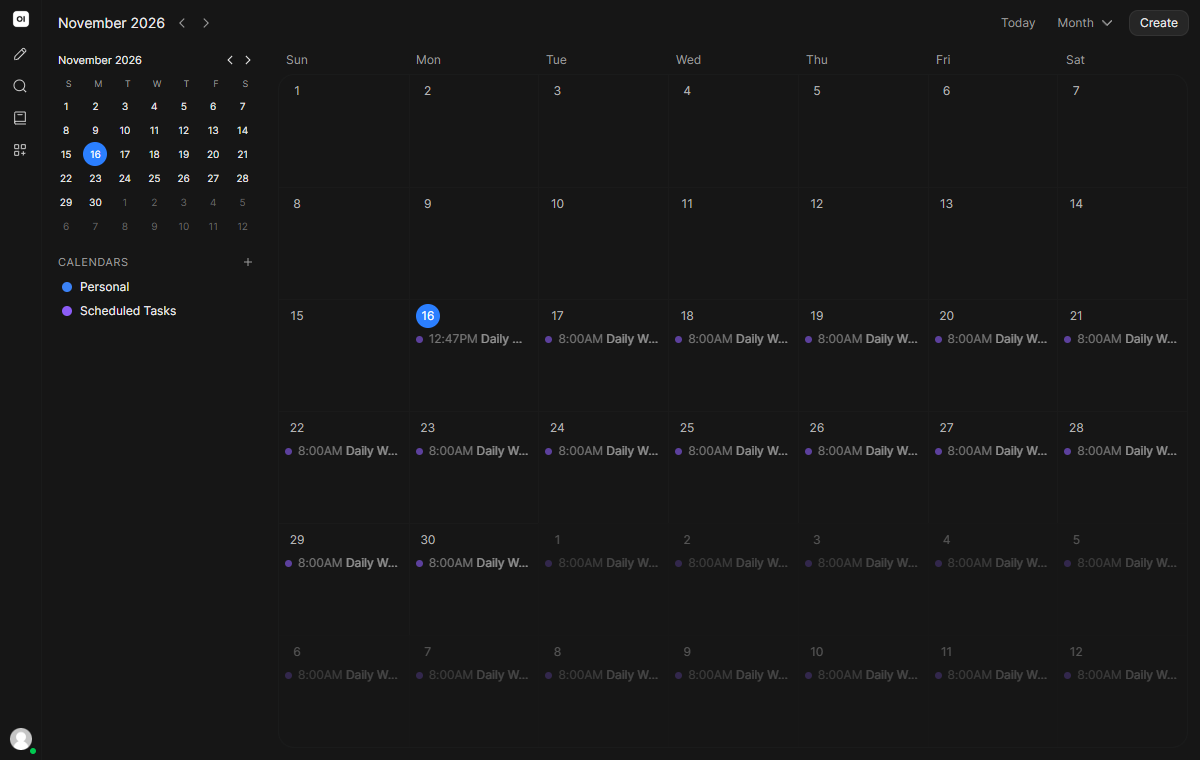 OI
November 2026
Today Month Create
November 2026
S M T W T F S
1 2 3 4 5 6 7
8 9 10 11 12 13 14
15 16 17 18 19 20 21
22 23 24 25 26 27 28
29 30 1 2 3 4 5
6 7 8 9 10 11 12
CALENDARS
Personal
Scheduled Tasks
Sun Mon Tue Wed Thu Fri Sat
1 2 3 4 5 6 7
8 9 10 11 12 13 14
15 16 17 18 19 20 21
12:47PM Daily ... 8:00AM Daily W... 8:00AM Daily W... 8:00AM Daily W... 8:00AM Daily W... 8:00AM Daily W...
22 23 24 25 26 27 28
8:00AM Daily W... 8:00AM Daily W... 8:00AM Daily W... 8:00AM Daily W... 8:00AM Daily W... 8:00AM Daily W... 8:00AM Daily W...
29 30 1 2 3 4 5
8:00AM Daily W... 8:00AM Daily W... 8:00AM Daily W... 8:00AM Daily W... 8:00AM Daily W... 8:00AM Daily W... 8:00AM Daily W...
6 7 8 9 10 11 12
8:00AM Daily W... 8:00AM Daily W... 8:00AM Daily W... 8:00AM Daily W... 8:00AM Daily W... 8:00AM Daily W... 8:00AM Daily W...